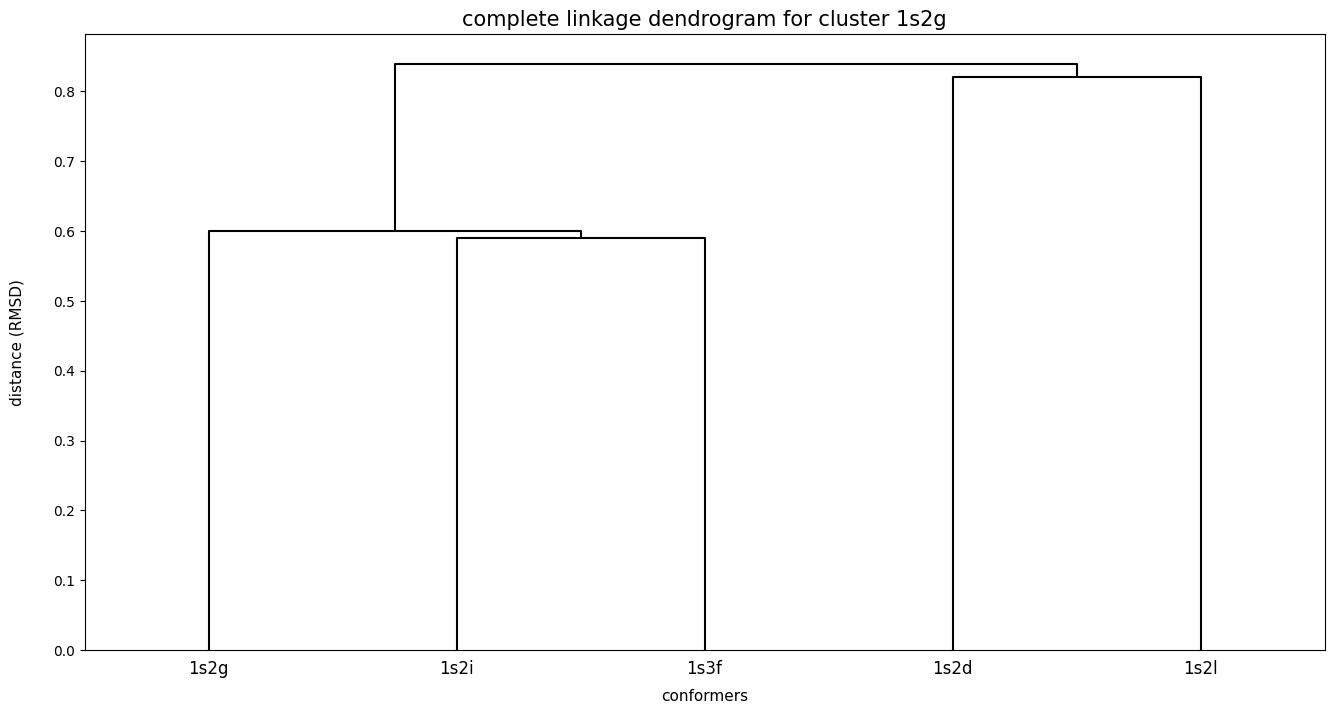 complete linkage dendrogram for cluster 1s2g
distance (RMSD)
0.8
0.7
0.6
0.5
0.4
0.3
0.2
0.1
0.0
1s2g 1s2i 1s3f 1s2d 1s2l
conformers